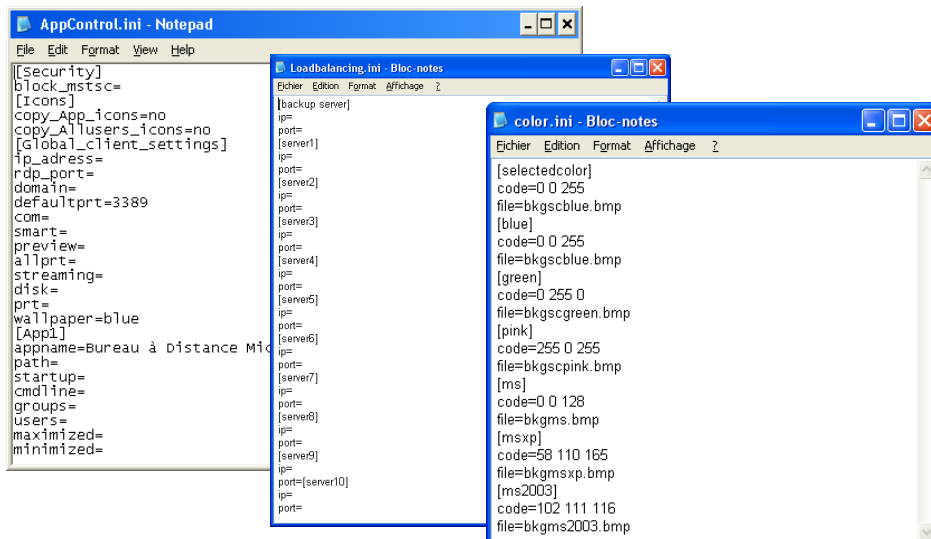 AppControl.ini - Notepad
File Edit Format View Help
[Security]
block_mstsc=
[Icons]
copy_App_icons=no
copy_Allusers_icons=no
[Global_client_settings]
ip_adress=
rdp_port=
domain=
defaultprt=3389
com=
smart=
preview=
allprt=
streaming=
disk=
prt=
wallpaper=blue
[App1]
appname=Bureau à Distance Mic
path=
startup=
cmdline=
groups=
users=
maximized=
minimized=
Loadbalancing.ini - Bloc-notes
Fichier Edition Format Affichage ?
[backup server]
ip=
port=
[server1]
ip=
port=
[server2]
ip=
port=
[server3]
ip=
port=
[server4]
ip=
port=
[server5]
ip=
port=
[server6]
ip=
port=
[server7]
ip=
port=
[server8]
ip=
port=
[server9]
ip=
port=[server10]
ip=
port=
color.ini - Bloc-notes
Eichier Edition Format Affichage ?
[selectedcolor]
code=0 0 255
file=bkgscblue.bmp
[blue]
code=0 0 255
file=bkgscblue.bmp
[green]
code=0 255 0
file=bkgscgreen.bmp
[pink]
code=255 0 255
file=bkgscpink.bmp
[ms]
code=0 0 128
file=bkgms.bmp
[msxp]
code=58 110 165
file=bkgmsxp.bmp
[ms2003]
code=102 111 116
file=bkgms2003.bmp